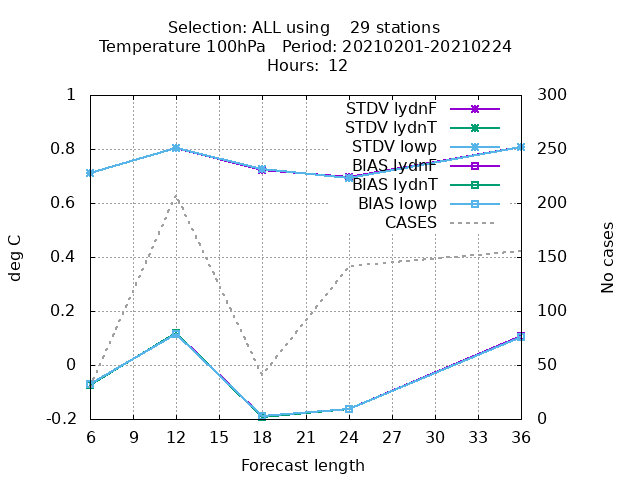 Selection: ALL using    29 stations
Temperature 100hPa   Period: 20210201-20210224
Hours:  12
1
0.8
0.6
0.4
0.2
0
-0.2
deg C
300
250
200
150
100
50
0
No cases
STDV lydnF
STDV lydnT
STDV lowp
BIAS lydnF
BIAS lydnT
BIAS lowp
CASES
6 9 12 15 18 21 24 27 30 33 36
Forecast length